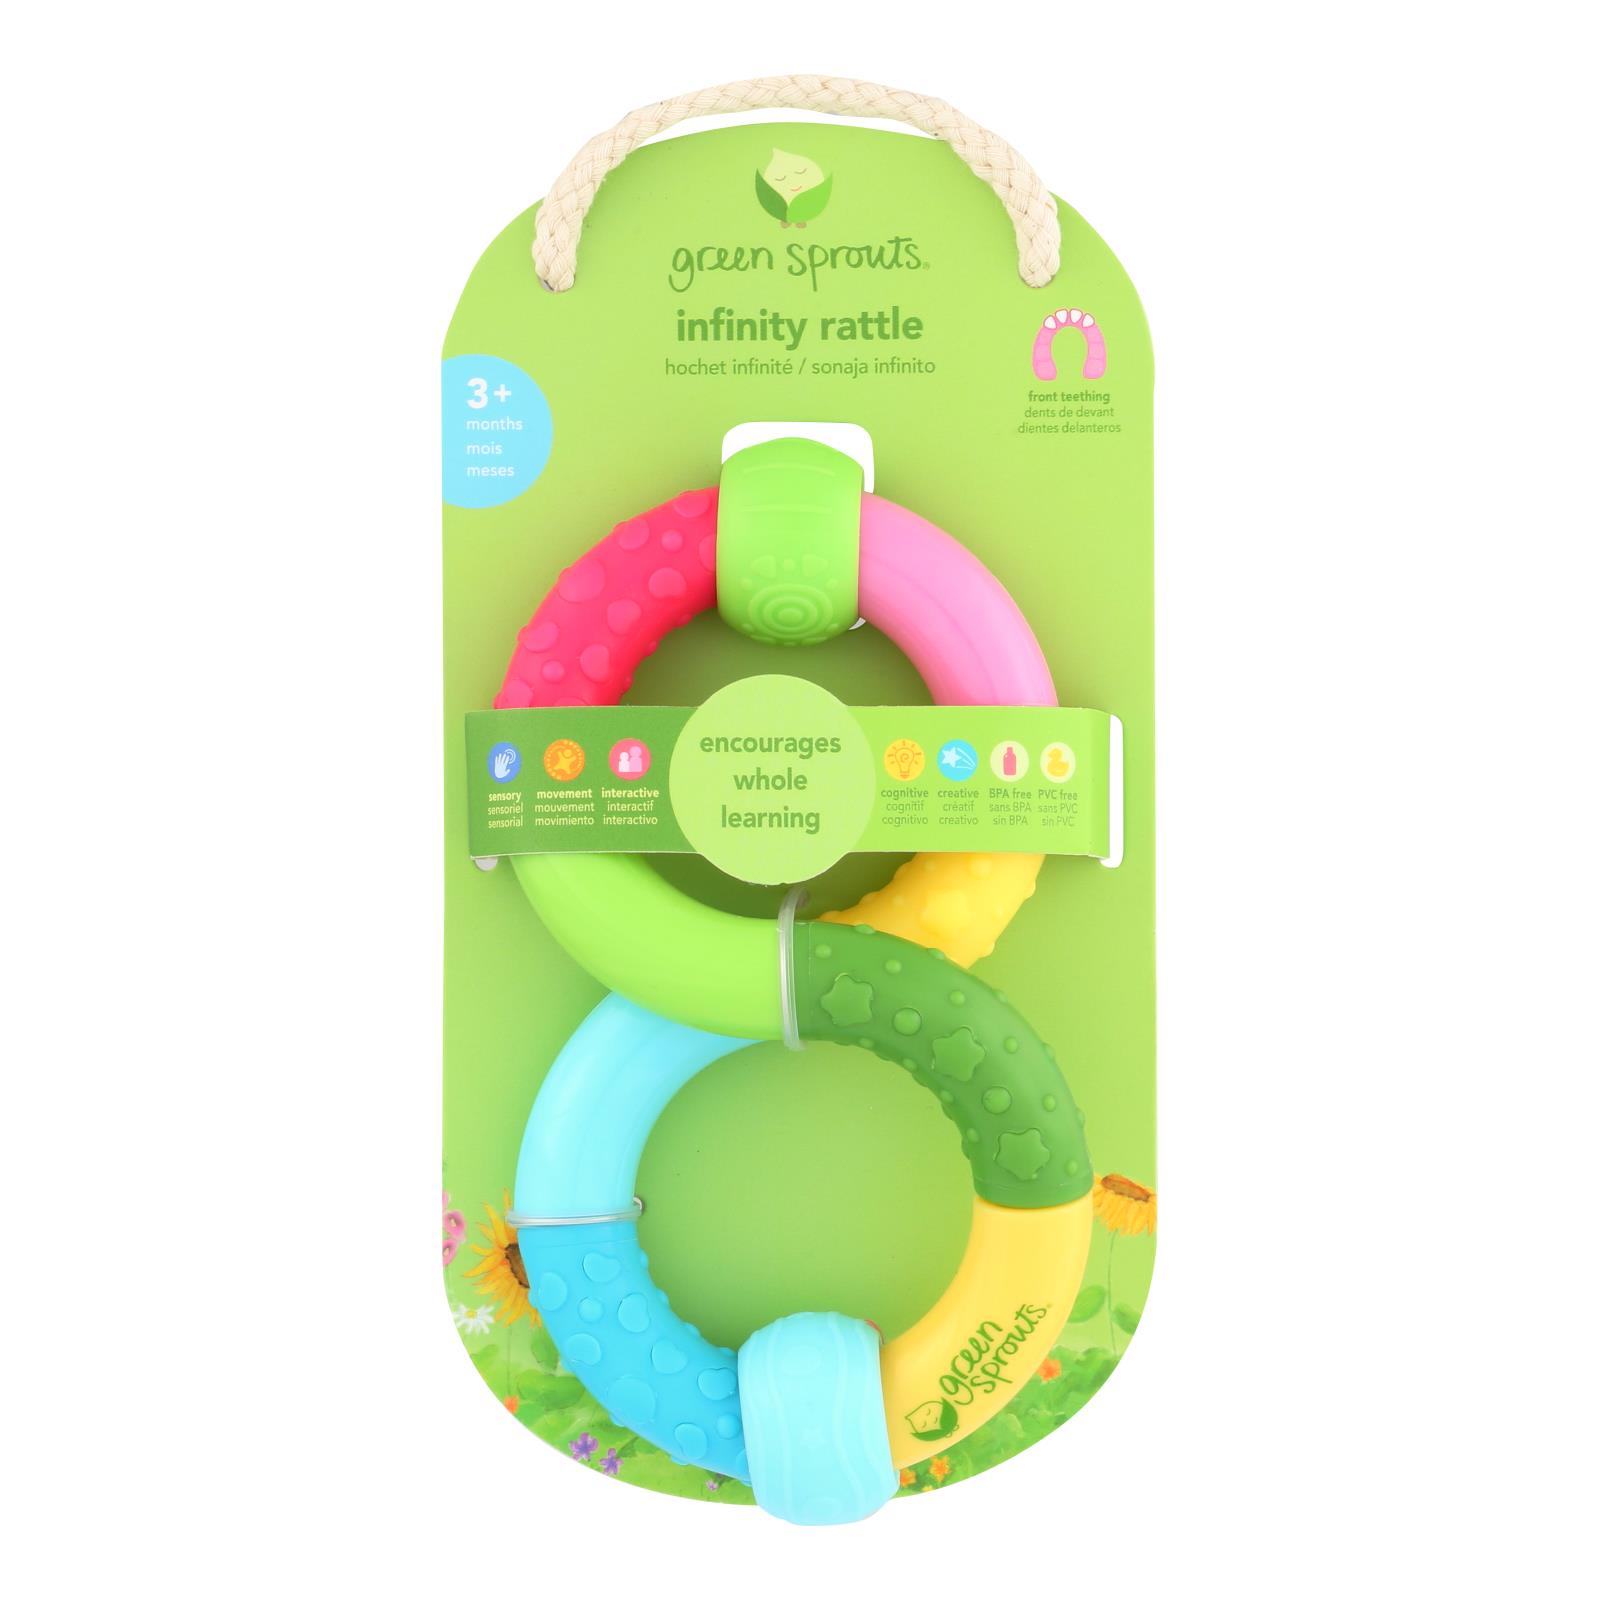 green sprouts®
infinity rattle
hochet infinité / sonaja infinito
3+
months
mois
meses
front teething
dents de devant
dientes delanteros
encourages
whole
learning
sensory
sensoriel
sensorial
movement
mouvement
movimiento
interactive
interactif
interactivo
cognitive
cognitif
cognitivo
creative
créatif
creativo
BPA free
sans BPA
sin BPA
PVC free
sans PVC
sin PVC
green
sprouts®